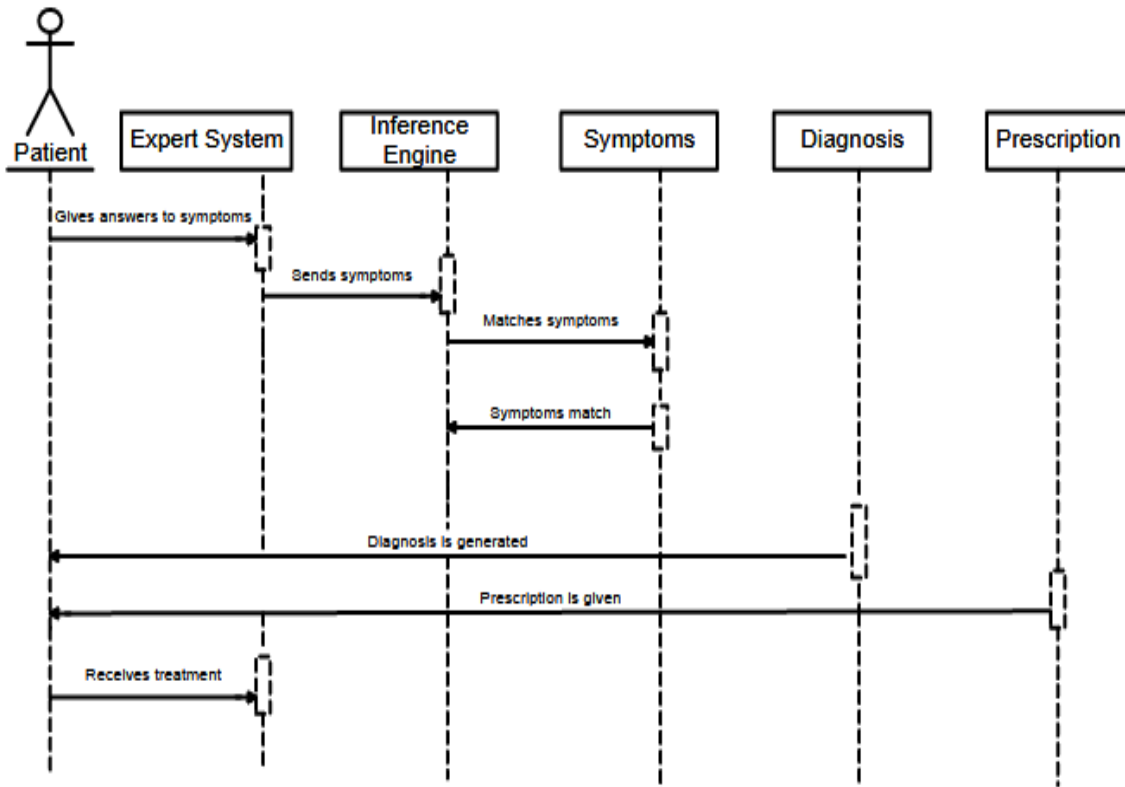 Patient
Expert System
Inference
Engine
Symptoms
Diagnosis
Prescription
Gives answers to symptoms
Sends symptoms
Matches symptoms
Symptoms match
Diagnosis is generated
Prescription is given
Receives treatment